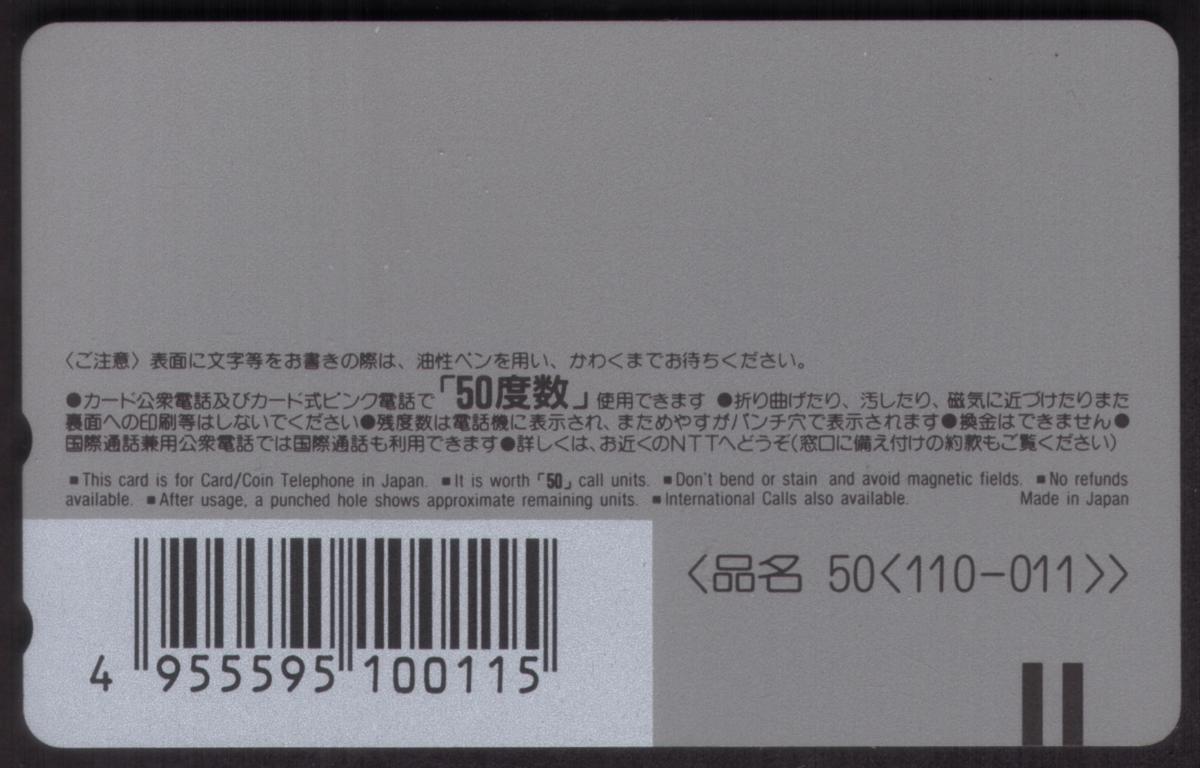 〈ご注意〉表面に文字等をお書きの際は、油性ペンを用い、かわくまでお待ちください。
●カード公衆電話及びカード式ピンク電話で「50度数」使用できます ●折り曲げたり、汚したり、磁気に近づけたりまた
裏面への印刷等はしないでください●残度数は電話機に表示され、まためやすがパンチ穴で表示されます●換金はできません●
国際通話兼用公衆電話では国際通話も利用できます●詳しくは、お近くのNTTへどうぞ(窓口に備え付けの約款もご覧ください)
■This card is for Card/Coin Telephone in Japan. ■It is worth「50」call units. ■Don't bend or stain and avoid magnetic fields. ■No refunds
available. ■After usage, a punched hole shows approximate remaining units. ■International Calls also available. Made in Japan
<品名 50<110-011>>
4 955595 100115